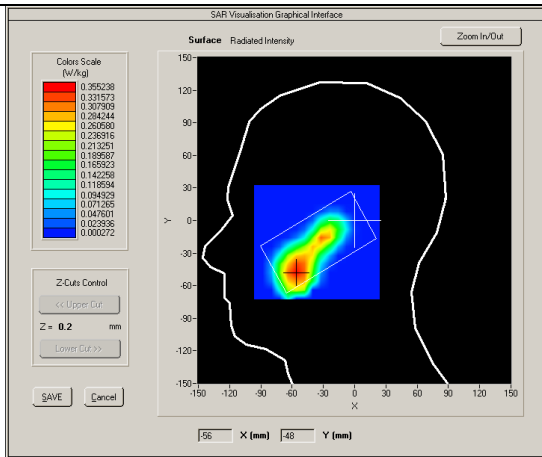 SAR Visualisation Graphical Interface
Surface Radiated Intensity
Zoom In/Out
Colors Scale
(W/kg)
0.355238
0.331573
0.307909
0.284244
0.260580
0.236916
0.213251
0.189587
0.165923
0.142258
0.118594
0.094929
0.071265
0.047601
0.023936
0.000272
Z-Cuts Control
<< Upper Cut
Z = 0.2 mm
Lower Cut >>
SAVE Cancel
150
120
90
60
30
0
-30
-60
-90
-120
-150
Y
-150 -120 -90 -60 -30 0 30 60 90 120 150
X
-56 X (mm) -48 Y (mm)